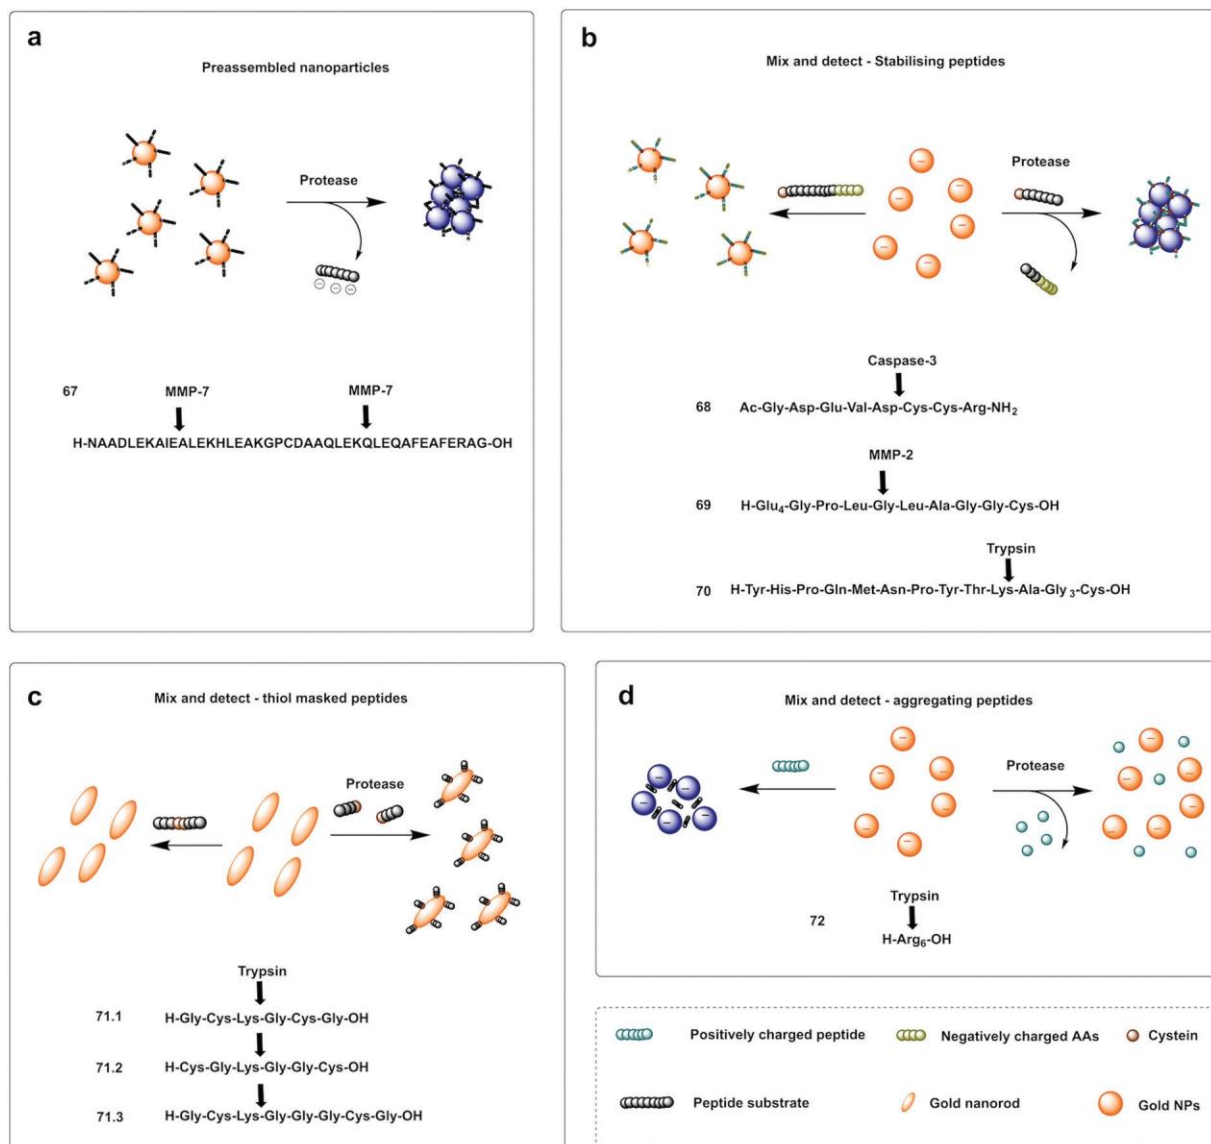 a
Preassembled nanoparticles
Protease
67
MMP-7
MMP-7
H-NAADLEKAIEALEKHLEAKGPCDAAQLEKQLEQAFEAFERAG-OH
b
Mix and detect - Stabilising peptides
Protease
Caspase-3
68
Ac-Gly-Asp-Glu-Val-Asp-Cys-Cys-Arg-NH2
MMP-2
69
H-Glu4-Gly-Pro-Leu-Gly-Leu-Ala-Gly-Gly-Cys-OH
Trypsin
70
H-Tyr-His-Pro-Gln-Met-Asn-Pro-Tyr-Thr-Lys-Ala-Gly3-Cys-OH
c
Mix and detect - thiol masked peptides
Protease
Trypsin
71.1
H-Gly-Cys-Lys-Gly-Cys-Gly-OH
71.2
H-Cys-Gly-Lys-Gly-Gly-Cys-OH
71.3
H-Gly-Cys-Lys-Gly-Gly-Gly-Cys-Gly-OH
d
Mix and detect - aggregating peptides
Protease
Trypsin
72
H-Arg6-OH
Positively charged peptide
Negatively charged AAs
Cystein
Peptide substrate
Gold nanorod
Gold NPs